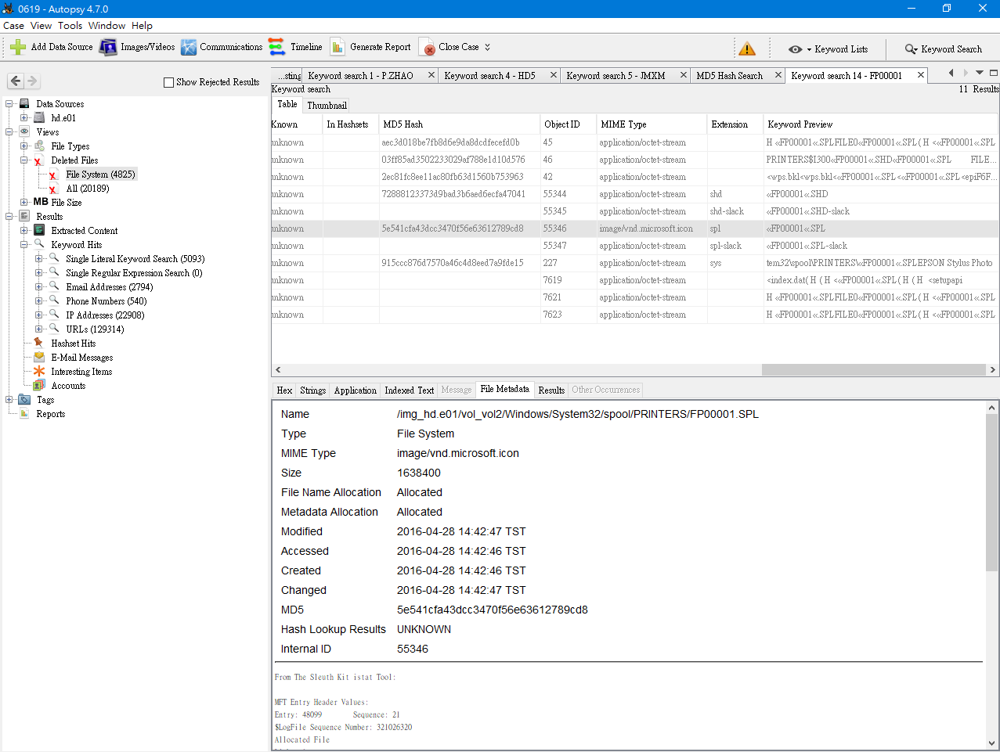 0619 - Autopsy 4.7.0
Case View Tools Window Help
Add Data Source Images/Videos Communications Timeline Generate Report Close Case Keyword Lists Keyword Search
Show Rejected Results
Data Sources
hd.e01
Views
File Types
Deleted Files
File System (4825)
All (20189)
MB File Size
Results
Extracted Content
Keyword Hits
Single Literal Keyword Search (5093)
Single Regular Expression Search (0)
Email Addresses (2794)
Phone Numbers (540)
IP Addresses (22908)
URLs (129314)
Hashset Hits
E-Mail Messages
Interesting Items
Accounts
Tags
Reports
...sting Keyword search 1 - P.ZHAO Keyword search 4 - HD5 Keyword search 5 - JMXM MD5 Hash Search Keyword search 14 - FP00001
Keyword search 11 Results
Table Thumbnail
Known In Hashsets MD5 Hash Object ID MIME Type Extension Keyword Preview
unknown aec3d018be7fb8d6e9da8dcdfecefd0b 45 application/octet-stream H «FP00001«.SPLFILE0«FP00001«.SPL ( H <«FP00001«.SPL
unknown 03ff85ad3502233029af788e1d10d576 46 application/octet-stream PRINTERS$I300«FP00001«.SHD«FP00001«.SPL FILE...
unknown 2ec81fc8ee11ac80fb63d1560b753963 42 application/octet-stream <wps.bkl<wps.bkl<«FP00001«.SPL<«FP00001«.SPL<epiF6F...
unknown 72888123373d9bad3b6aed6ecfa47041 55344 application/octet-stream shd «FP00001«.SHD
unknown 55345 application/octet-stream shd-slack «FP00001«.SHD-slack
unknown 5e541cfa43dcc3470f56e63612789cd8 55346 image/vnd.microsoft.icon spl «FP00001«.SPL
unknown 55347 application/octet-stream spl-slack «FP00001«.SPL-slack
unknown 915ccc876d7570a46c4d8eed7a9fde15 227 application/octet-stream sys tem32\spool\PRINTERS\«FP00001«.SPLEPSON Stylus Photo
unknown 7619 application/octet-stream <index.dat( H ( H <«FP00001«.SPL ( H ( H <setupapi
unknown 7621 application/octet-stream H «FP00001«.SPLFILE0«FP00001«.SPL ( H <«FP00001«.SPL
unknown 7623 application/octet-stream H «FP00001«.SPLFILE0«FP00001«.SPL ( H <«FP00001«.SPL
Hex Strings Application Indexed Text Message File Metadata Results Other Occurrences
Name /img_hd.e01/vol_vol2/Windows/System32/spool/PRINTERS/FP00001.SPL
Type File System
MIME Type image/vnd.microsoft.icon
Size 1638400
File Name Allocation Allocated
Metadata Allocation Allocated
Modified 2016-04-28 14:42:47 TST
Accessed 2016-04-28 14:42:46 TST
Created 2016-04-28 14:42:46 TST
Changed 2016-04-28 14:42:47 TST
MD5 5e541cfa43dcc3470f56e63612789cd8
Hash Lookup Results UNKNOWN
Internal ID 55346
From The Sleuth Kit istat Tool:
MFT Entry Header Values:
Entry: 48099 Sequence: 21
$LogFile Sequence Number: 321026320
Allocated File